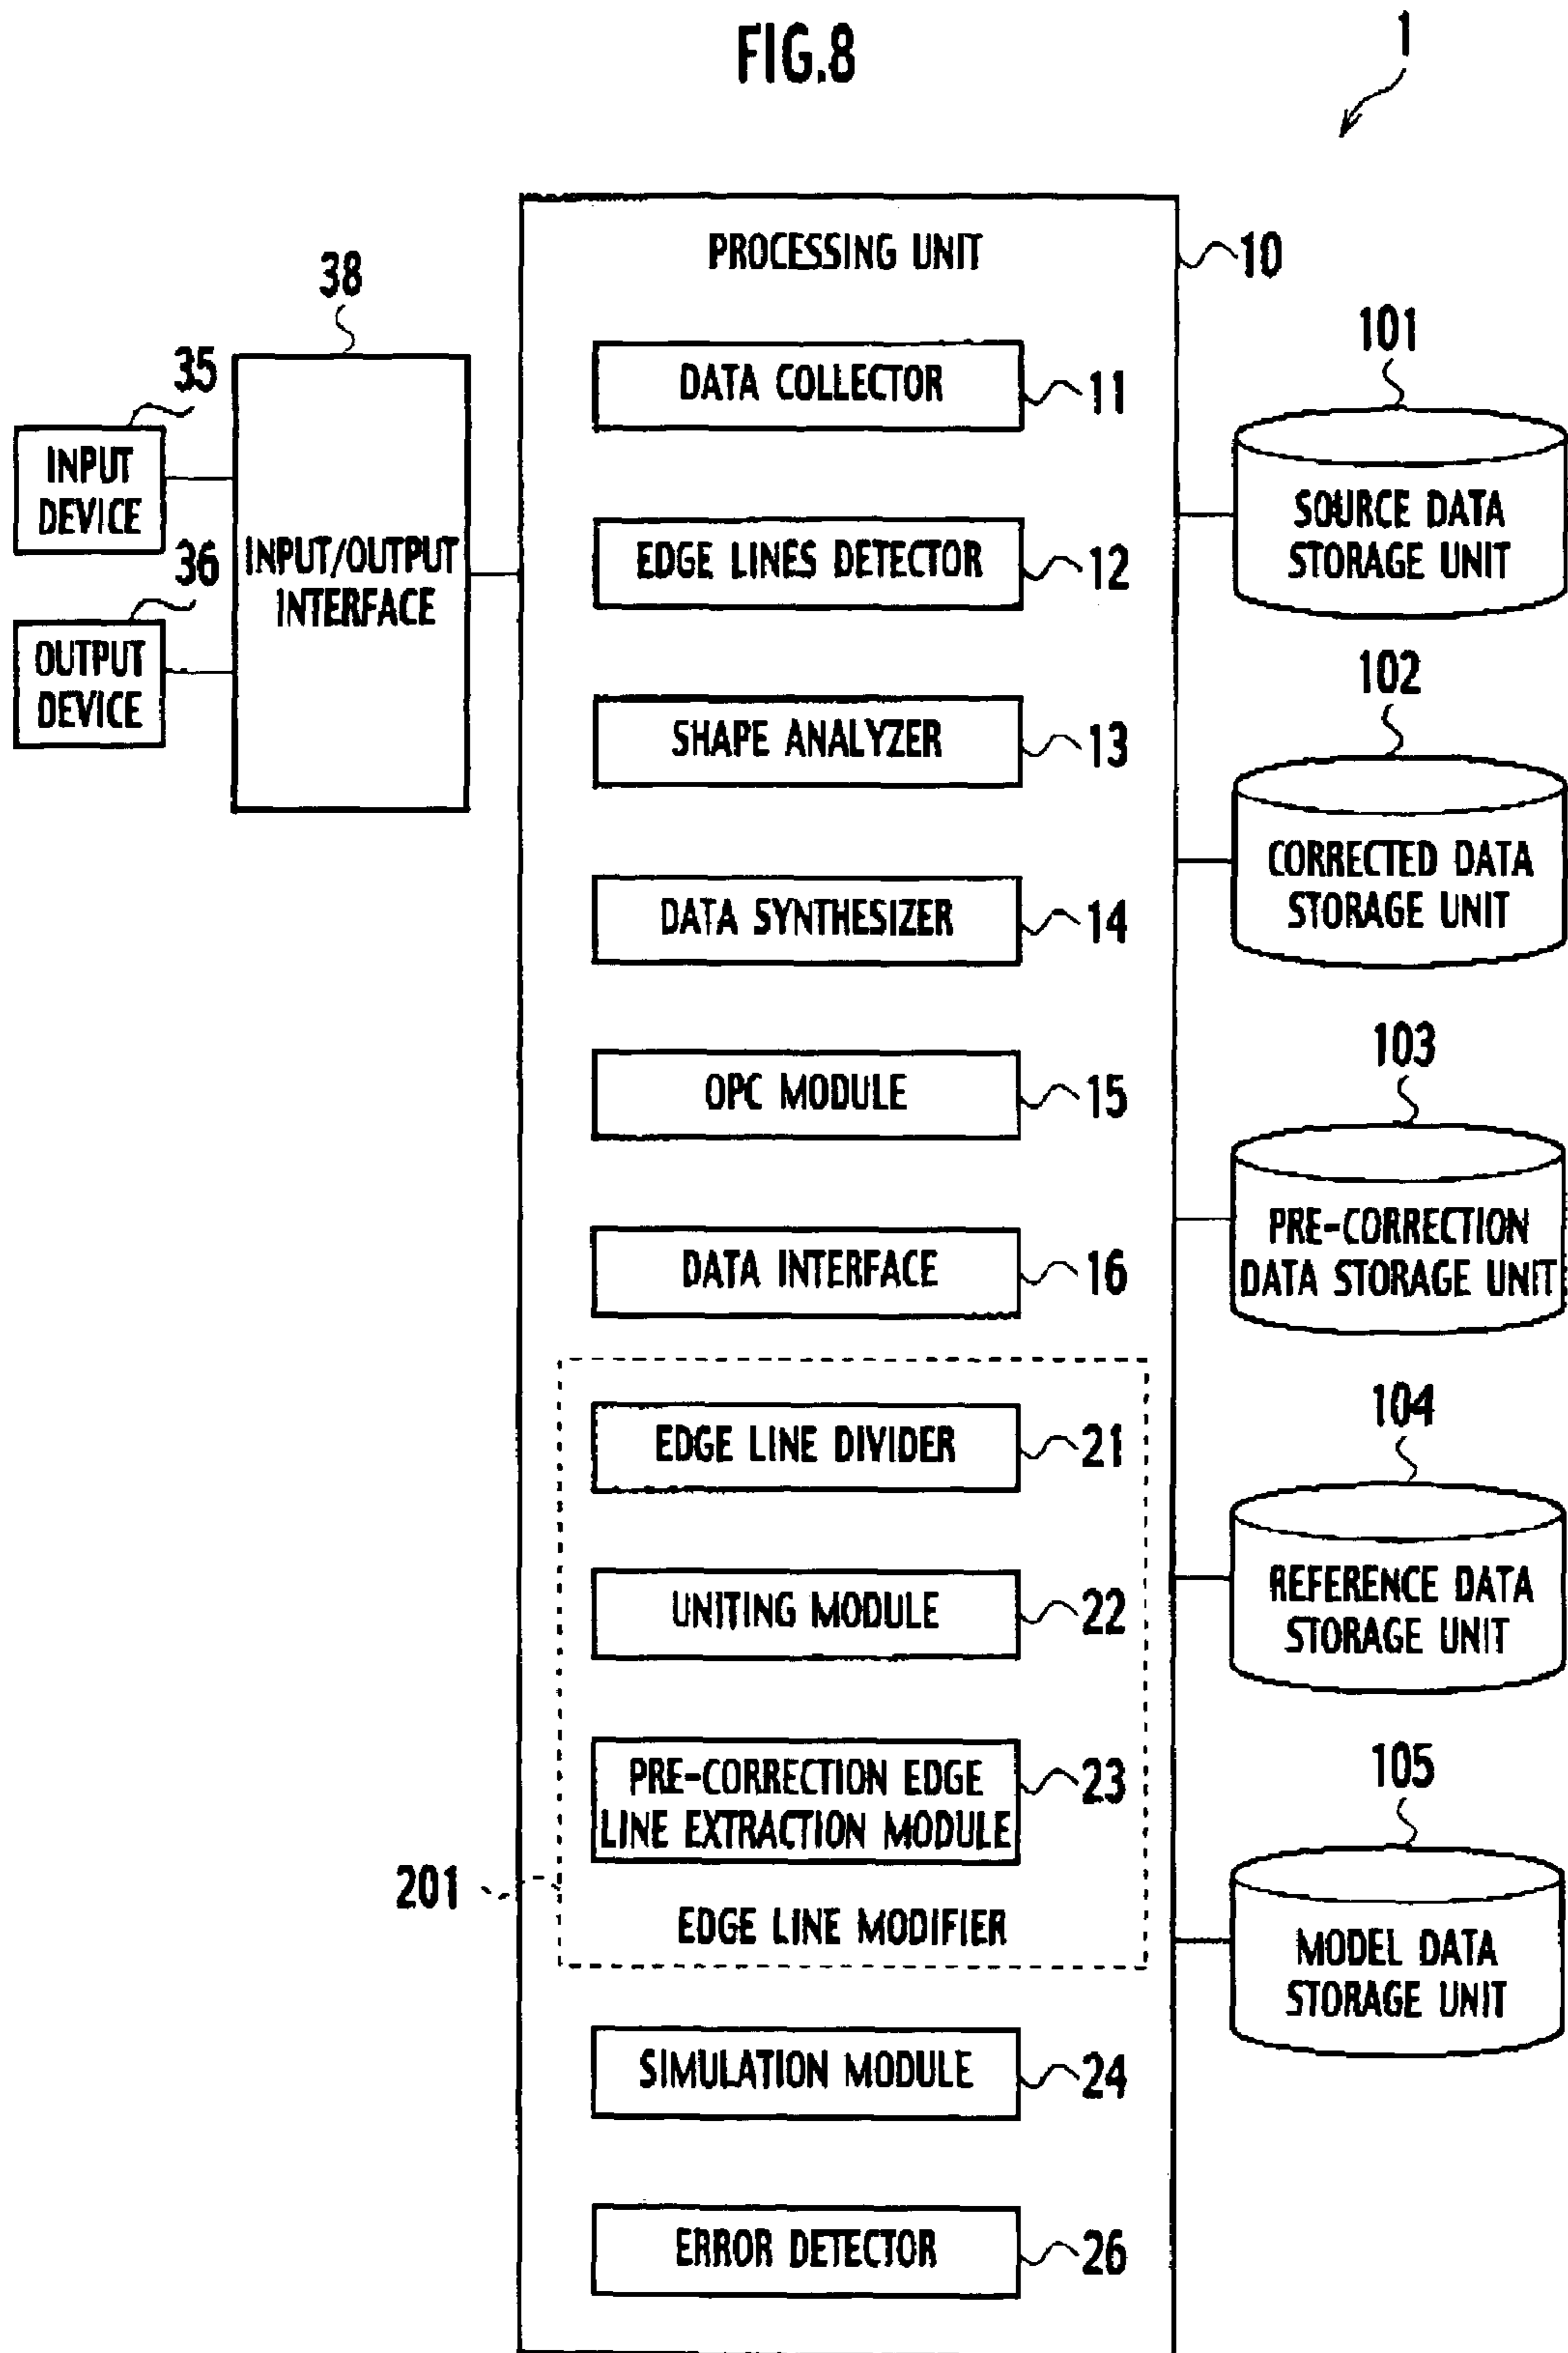 FIG.8
1
PROCESSING UNIT
10
38
35
INPUT
DEVICE
36
OUTPUT
DEVICE
INPUT/OUTPUT
INTERFACE
DATA COLLECTOR
11
EDGE LINES DETECTOR
12
SHAPE ANALYZER
13
DATA SYNTHESIZER
14
OPC MODULE
15
DATA INTERFACE
16
EDGE LINE DIVIDER
21
UNITING MODULE
22
PRE-CORRECTION EDGE
LINE EXTRACTION MODULE
23
201
EDGE LINE MODIFIER
SIMULATION MODULE
24
ERROR DETECTOR
26
101
SOURCE DATA
STORAGE UNIT
102
CORRECTED DATA
STORAGE UNIT
103
PRE-CORRECTION
DATA STORAGE UNIT
104
REFERENCE DATA
STORAGE UNIT
105
MODEL DATA
STORAGE UNIT